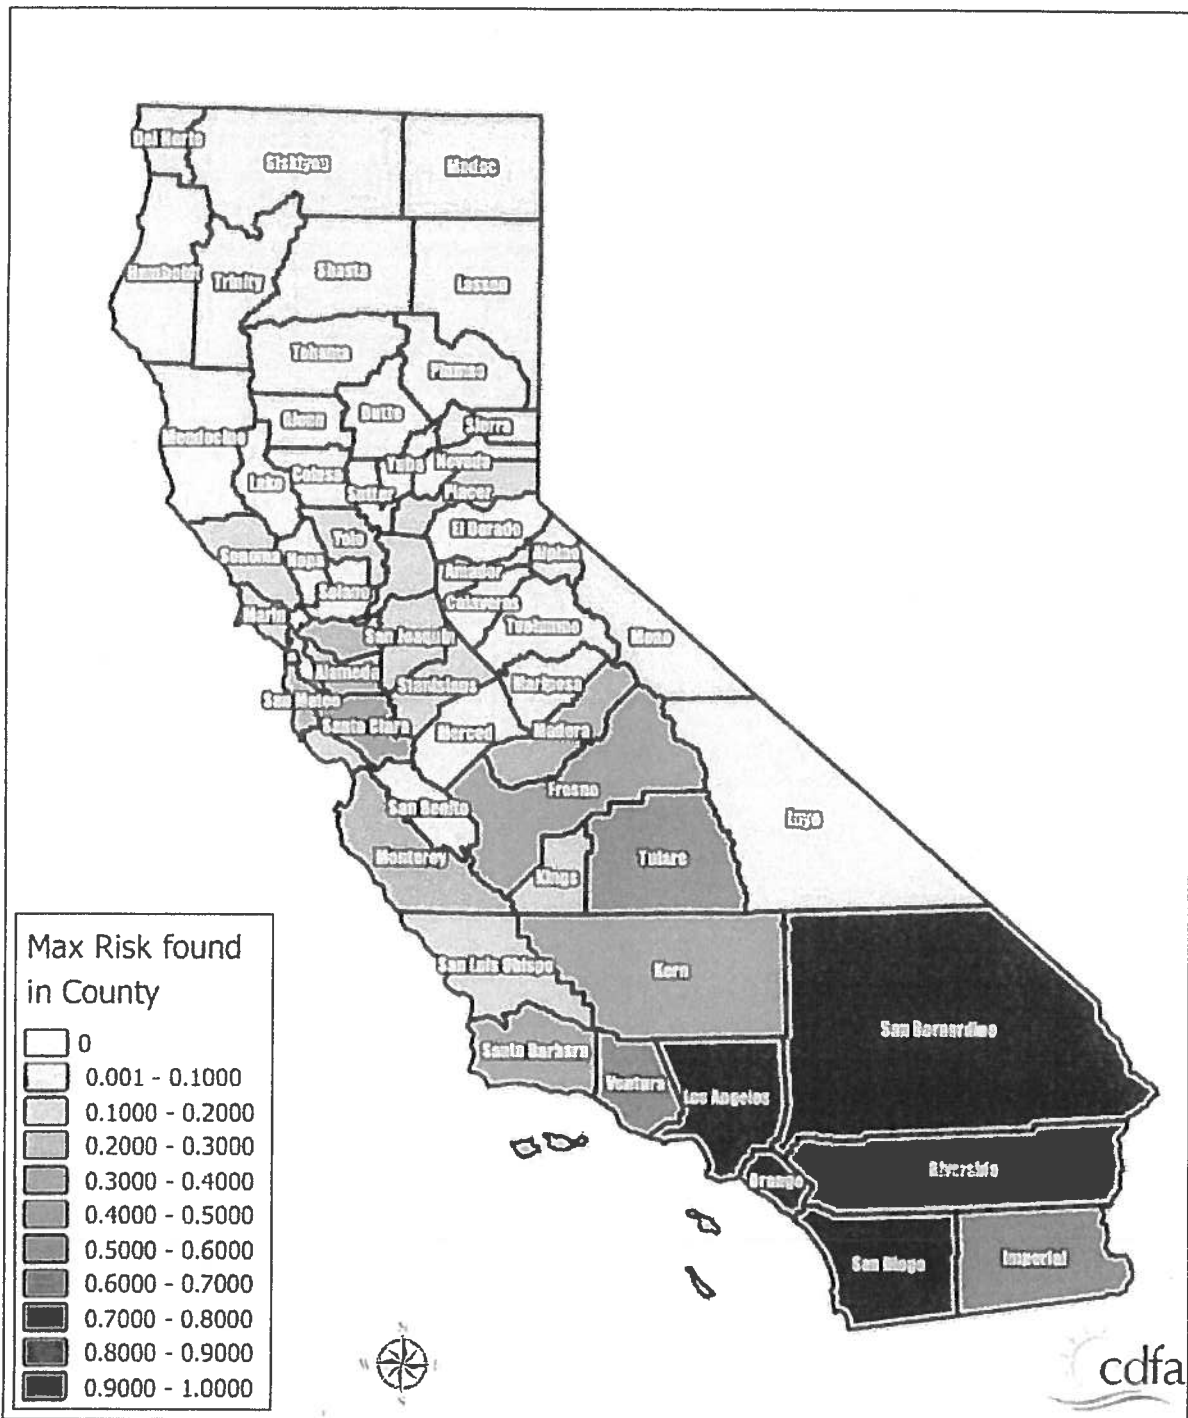 Del Norte
Siskiyou
Modoc
Humboldt
Trinity
Shasta
Lassen
Tehama
Plumas
Glenn
Butte
Sierra
Mendocino
Lake
Colusa
Sutter
Yuba
Nevada
Placer
El Dorado
Sonoma
Napa
Yolo
Solano
Amador
Alpine
Calaveras
Tuolumne
Mono
Marin
San Joaquin
Alameda
Stanislaus
Mariposa
San Mateo
Santa Clara
Merced
Madera
Fresno
San Benito
Inyo
Monterey
Kings
Tulare
San Luis Obispo
Kern
San Bernardino
Santa Barbara
Ventura
Los Angeles
Orange
Riverside
San Diego
Imperial
Max Risk found
in County
0
0.001 - 0.1000
0.1000 - 0.2000
0.2000 - 0.3000
0.3000 - 0.4000
0.4000 - 0.5000
0.5000 - 0.6000
0.6000 - 0.7000
0.7000 - 0.8000
0.8000 - 0.9000
0.9000 - 1.0000
cdfa